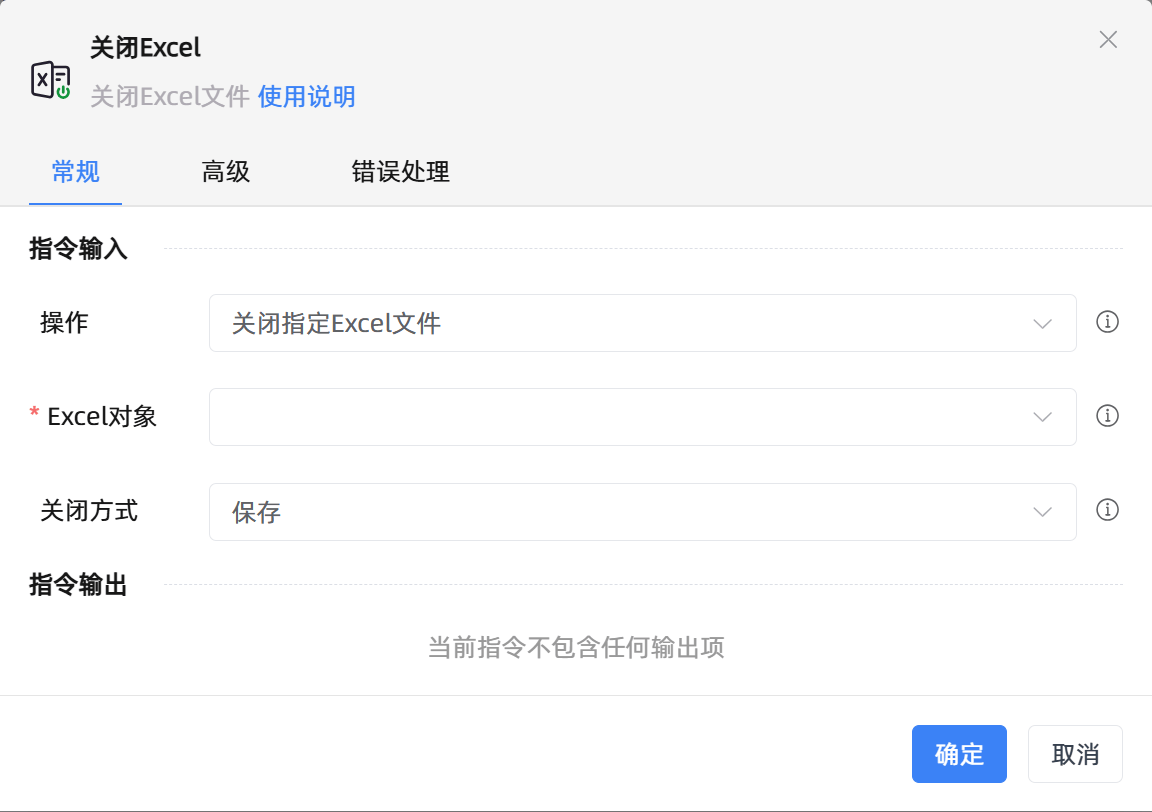 关闭Excel
关闭Excel文件 使用说明
常规 高级 错误处理
指令输入
操作 关闭指定Excel文件
* Excel对象
关闭方式 保存
指令输出
当前指令不包含任何输出项
确定 取消